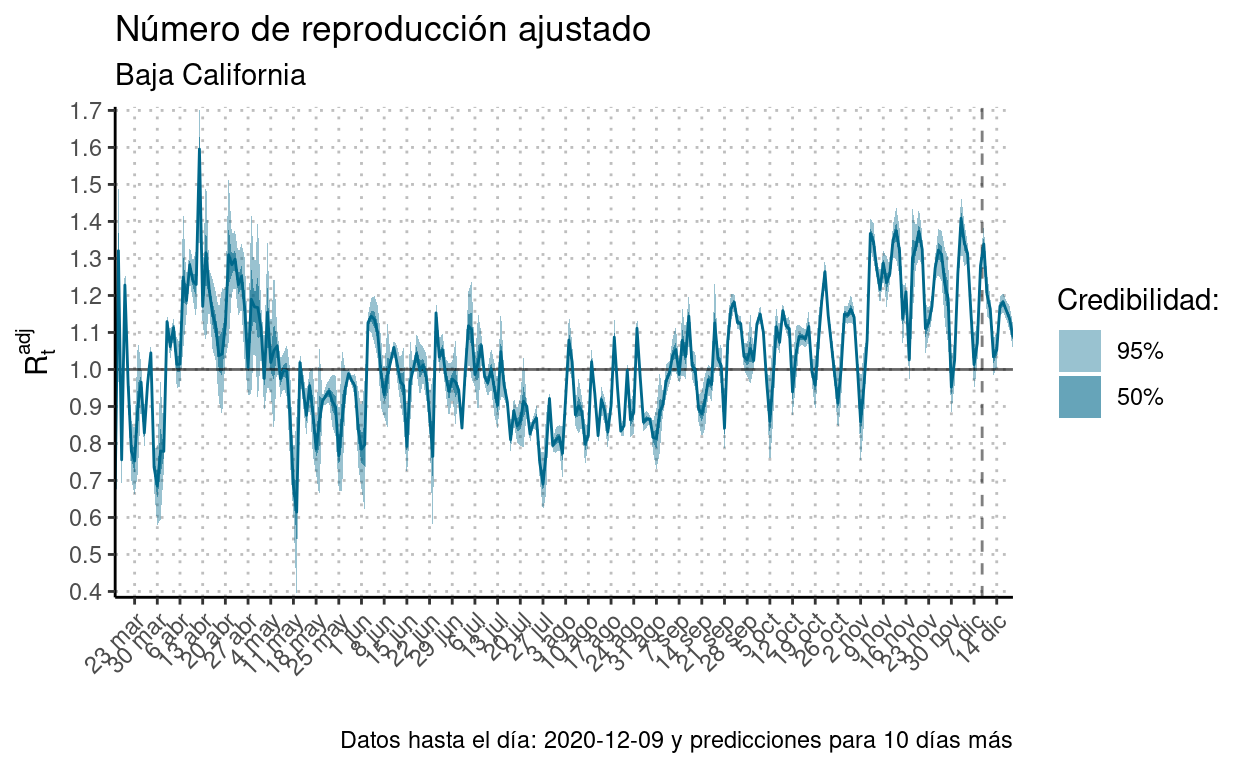 Número de reproducción ajustado
Baja California
R_t^adj
1.7
1.6
1.5
1.4
1.3
1.2
1.1
1.0
0.9
0.8
0.7
0.6
0.5
0.4
23 mar
30 mar
6 abr
13 abr
20 abr
27 abr
4 may
11 may
18 may
25 may
1 jun
8 jun
15 jun
22 jun
29 jun
6 jul
13 jul
20 jul
27 jul
3 ago
10 ago
17 ago
24 ago
31 ago
7 sep
14 sep
21 sep
28 sep
5 oct
12 oct
19 oct
26 oct
2 nov
9 nov
16 nov
23 nov
30 nov
7 dic
14 dic
Credibilidad:
95%
50%
Datos hasta el día: 2020-12-09 y predicciones para 10 días más